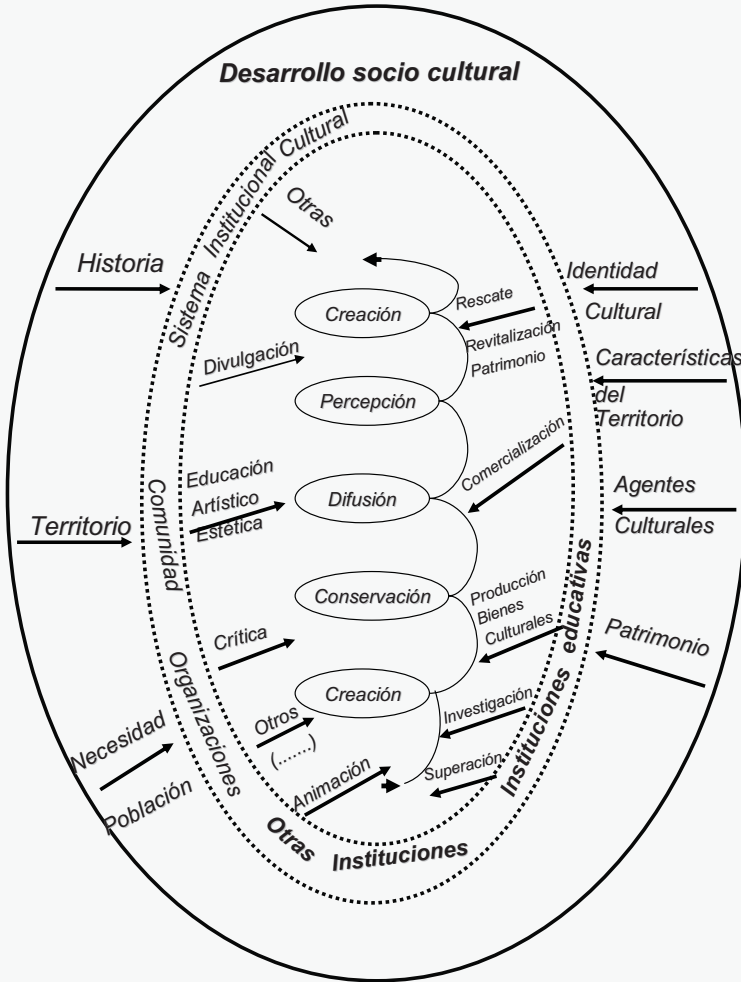 Desarrollo socio cultural
Sistema Institucional Cultural
Otras
Historia
Identidad
Cultural
Creación
Rescate
Revitalización
Patrimonio
Divulgación
Características
del
Territorio
Percepción
Comercialización
Educación
Artístico
Estética
Difusión
Agentes
Culturales
Territorio
Comunidad
Conservación
Producción
Bienes
Culturales
Instituciones educativas
Crítica
Patrimonio
Organizaciones
Creación
Investigación
Otros
(.......)
Necesidad
Población
Animación
Superación
Otras Instituciones